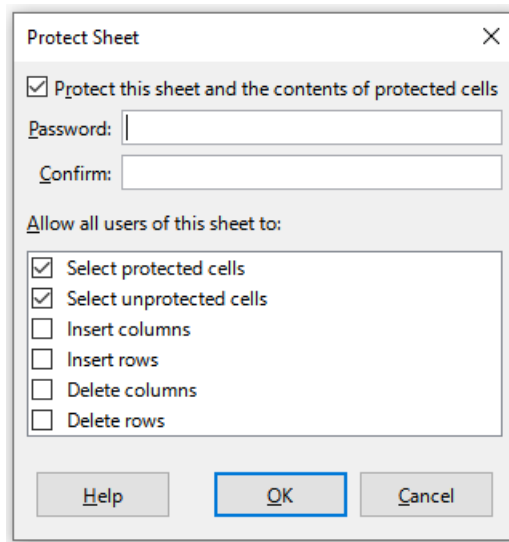 Protect Sheet
Protect this sheet and the contents of protected cells
Password:
Confirm:
Allow all users of this sheet to:
Select protected cells
Select unprotected cells
Insert columns
Insert rows
Delete columns
Delete rows
Help OK Cancel